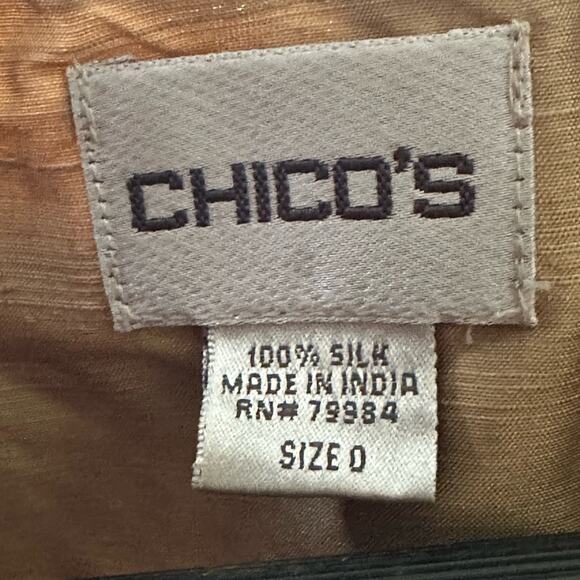 CHICO'S
100% SILK
MADE IN INDIA
RN# 79984
SIZE 0